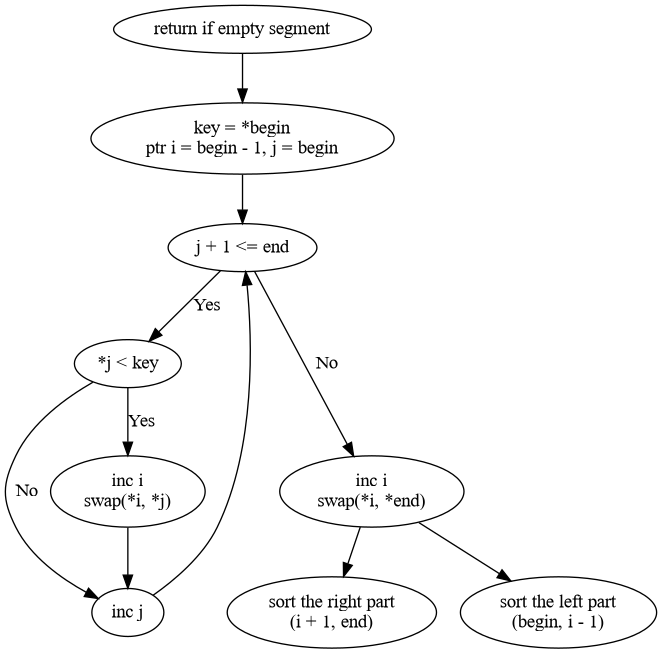 return if empty segment
key = *begin
ptr i = begin - 1, j = begin
j + 1 <= end
Yes
*j < key
No
Yes
inc i
swap(*i, *j)
inc i
swap(*i, *end)
No
inc j
sort the right part
(i + 1, end)
sort the left part
(begin, i - 1)